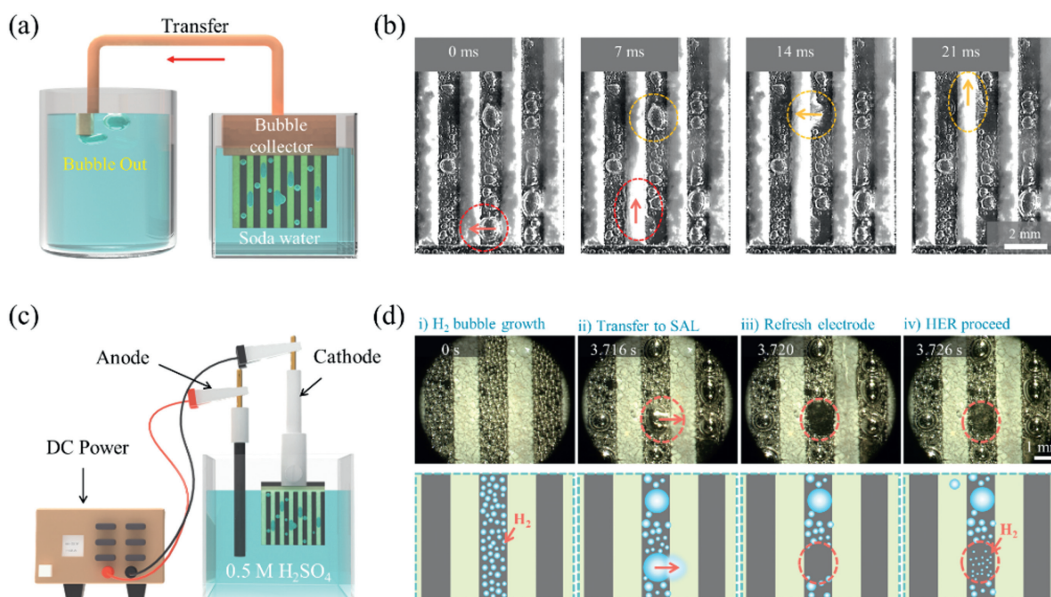 (a)
Transfer
Bubble Out
Bubble
collector
Soda water
(b)
0 ms
7 ms
14 ms
21 ms
2 mm
(c)
Anode
Cathode
DC Power
0.5 M H₂SO₄
(d)
i) H₂ bubble growth
ii) Transfer to SAL
iii) Refresh electrode
iv) HER proceed
0 s
3.716 s
3.720
3.726 s
1 m
H₂
H₂